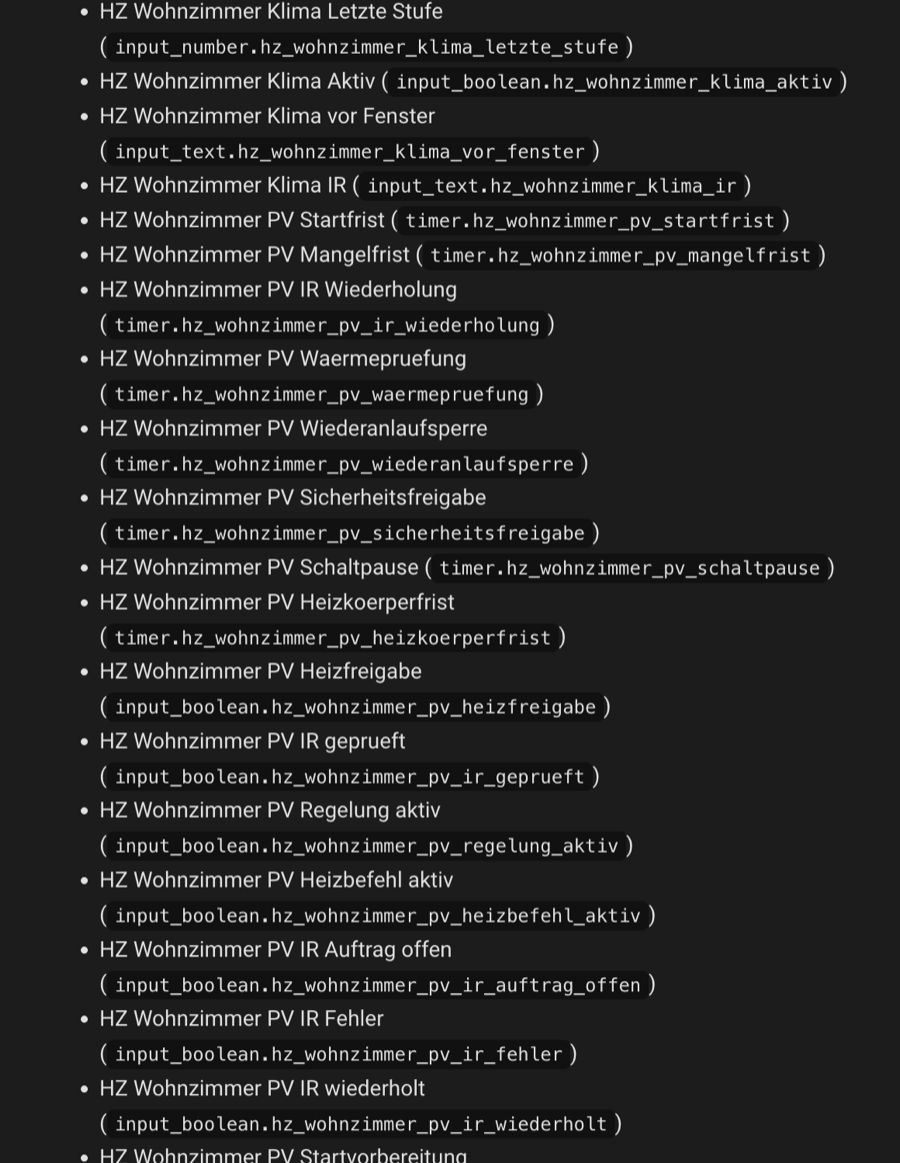 • HZ Wohnzimmer Klima Letzte Stufe
( input_number.hz_wohnzimmer_klima_letzte_stufe )
• HZ Wohnzimmer Klima Aktiv ( input_boolean.hz_wohnzimmer_klima_aktiv )
• HZ Wohnzimmer Klima vor Fenster
( input_text.hz_wohnzimmer_klima_vor_fenster )
• HZ Wohnzimmer Klima IR ( input_text.hz_wohnzimmer_klima_ir )
• HZ Wohnzimmer PV Startfrist ( timer.hz_wohnzimmer_pv_startfrist )
• HZ Wohnzimmer PV Mangelfrist ( timer.hz_wohnzimmer_pv_mangelfrist )
• HZ Wohnzimmer PV IR Wiederholung
( timer.hz_wohnzimmer_pv_ir_wiederholung )
• HZ Wohnzimmer PV Waermepruefung
( timer.hz_wohnzimmer_pv_waermepruefung )
• HZ Wohnzimmer PV Wiederanlaufsperre
( timer.hz_wohnzimmer_pv_wiederanlaufsperre )
• HZ Wohnzimmer PV Sicherheitsfreigabe
( timer.hz_wohnzimmer_pv_sicherheitsfreigabe )
• HZ Wohnzimmer PV Schaltpause ( timer.hz_wohnzimmer_pv_schaltpause )
• HZ Wohnzimmer PV Heizkoerperfrist
( timer.hz_wohnzimmer_pv_heizkoerperfrist )
• HZ Wohnzimmer PV Heizfreigabe
( input_boolean.hz_wohnzimmer_pv_heizfreigabe )
• HZ Wohnzimmer PV IR geprueft
( input_boolean.hz_wohnzimmer_pv_ir_geprueft )
• HZ Wohnzimmer PV Regelung aktiv
( input_boolean.hz_wohnzimmer_pv_regelung_aktiv )
• HZ Wohnzimmer PV Heizbefehl aktiv
( input_boolean.hz_wohnzimmer_pv_heizbefehl_aktiv )
• HZ Wohnzimmer PV IR Auftrag offen
( input_boolean.hz_wohnzimmer_pv_ir_auftrag_offen )
• HZ Wohnzimmer PV IR Fehler
( input_boolean.hz_wohnzimmer_pv_ir_fehler )
• HZ Wohnzimmer PV IR wiederholt
( input_boolean.hz_wohnzimmer_pv_ir_wiederholt )
• HZ Wohnzimmer PV Startvorbereitung